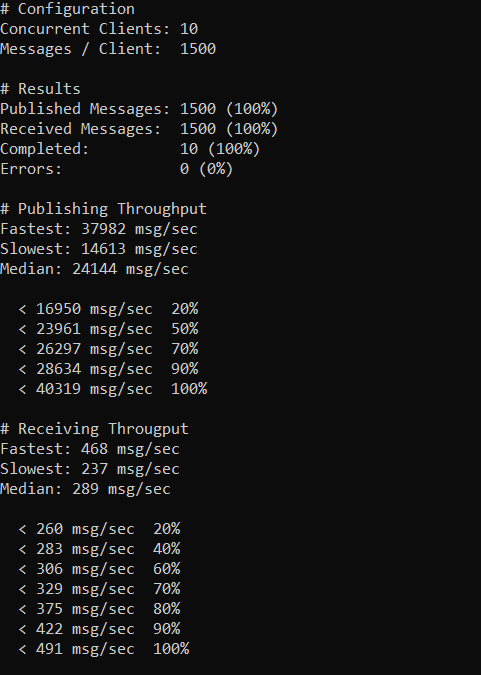 # Configuration
Concurrent Clients: 10
Messages / Client:  1500

# Results
Published Messages: 1500 (100%)
Received Messages:  1500 (100%)
Completed:          10 (100%)
Errors:             0 (0%)

# Publishing Throughput
Fastest: 37982 msg/sec
Slowest: 14613 msg/sec
Median: 24144 msg/sec

  < 16950 msg/sec  20%
  < 23961 msg/sec  50%
  < 26297 msg/sec  70%
  < 28634 msg/sec  90%
  < 40319 msg/sec  100%

# Receiving Througput
Fastest: 468 msg/sec
Slowest: 237 msg/sec
Median: 289 msg/sec

  < 260 msg/sec  20%
  < 283 msg/sec  40%
  < 306 msg/sec  60%
  < 329 msg/sec  70%
  < 375 msg/sec  80%
  < 422 msg/sec  90%
  < 491 msg/sec  100%